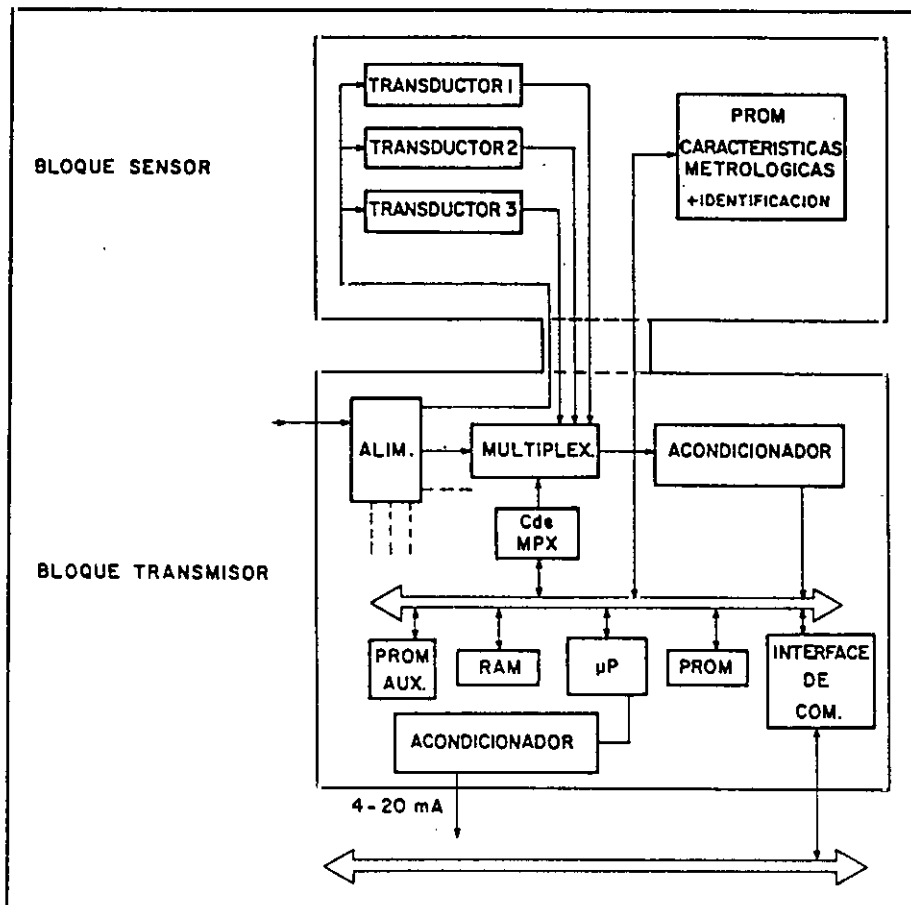 TRANSDUCTOR 1
TRANSDUCTOR 2
TRANSDUCTOR 3
PROM
CARACTERISTICAS
METROLOGICAS
+IDENTIFICACION
BLOQUE SENSOR
ALIM.
MULTIPLEX.
ACONDICIONADOR
Cde
MPX
BLOQUE TRANSMISOR
PROM
AUX.
RAM
µP
PROM
INTERFACE
DE
COM.
ACONDICIONADOR
4-20 mA